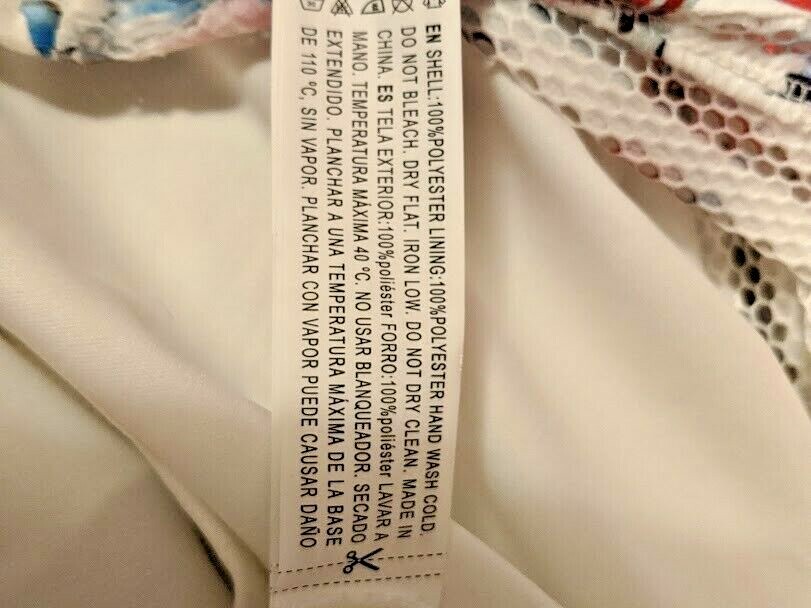 EN SHELL:100%POLYESTER LINING:100%POLYESTER HAND WASH COLD.
DO NOT BLEACH. DRY FLAT. IRON LOW. DO NOT DRY CLEAN. MADE IN
CHINA. ES TELA EXTERIOR:100%poliéster FORRO:100%poliéster LAVAR A
MANO. TEMPERATURA MÁXIMA 40 ºC. NO USAR BLANQUEADOR. SECADO
EXTENDIDO. PLANCHAR A UNA TEMPERATURA MÁXIMA DE LA BASE
DE 110 ºC, SIN VAPOR. PLANCHAR CON VAPOR PUEDE CAUSAR DAÑO